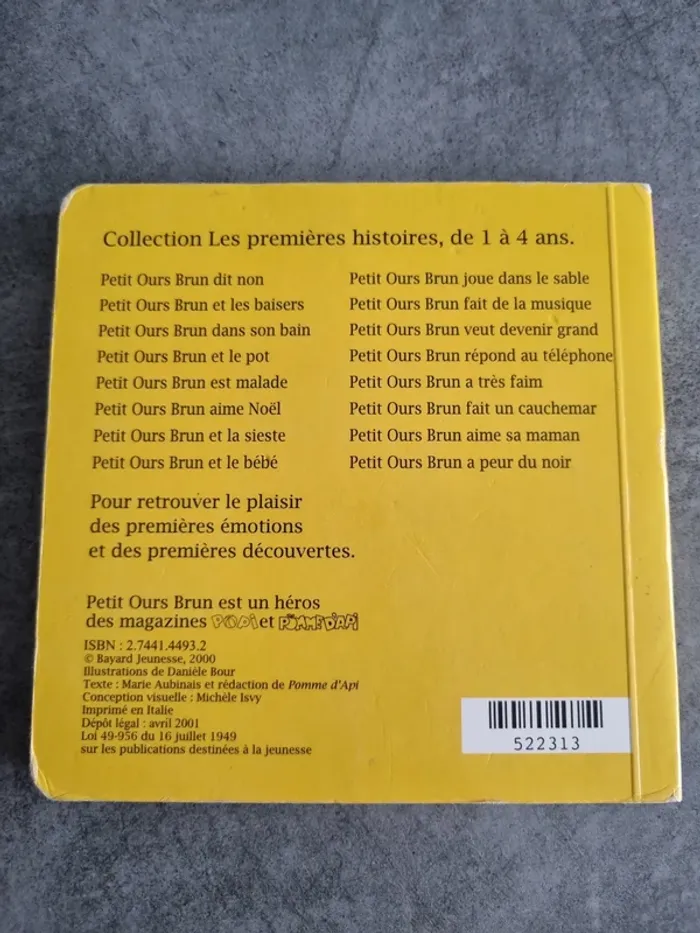 Collection Les premières histoires, de 1 à 4 ans.
Petit Ours Brun dit non
Petit Ours Brun et les baisers
Petit Ours Brun dans son bain
Petit Ours Brun et le pot
Petit Ours Brun est malade
Petit Ours Brun aime Noël
Petit Ours Brun et la sieste
Petit Ours Brun et le bébé
Petit Ours Brun joue dans le sable
Petit Ours Brun fait de la musique
Petit Ours Brun veut devenir grand
Petit Ours Brun répond au téléphone
Petit Ours Brun a très faim
Petit Ours Brun fait un cauchemar
Petit Ours Brun aime sa maman
Petit Ours Brun a peur du noir
Pour retrouver le plaisir
des premières émotions
et des premières découvertes.
Petit Ours Brun est un héros
des magazines POPi et POMME D'APi
ISBN : 2.7441.4493.2
© Bayard Jeunesse, 2000
Illustrations de Danièle Bour
Texte : Marie Aubinais et rédaction de Pomme d'Api
Conception visuelle : Michèle Isvy
Imprimé en Italie
Dépôt légal : avril 2001
Loi 49-956 du 16 juillet 1949
sur les publications destinées à la jeunesse
522313